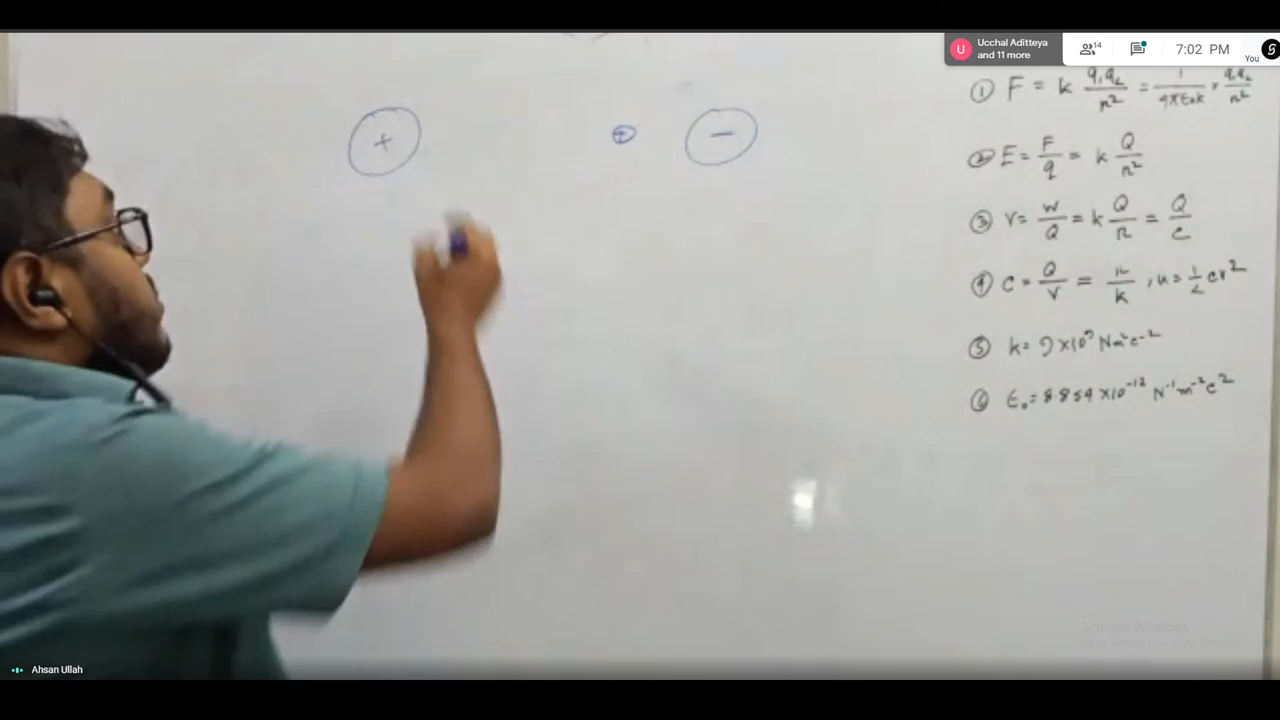 Ucchal Aditteya
and 11 more
14
7:02 PM
You
U
+
+
−
① F = k q₁q₂/r² = 1/4πε₀k × q₁q₂/r²
② E = F/q = k Q/r²
③ V = W/Q = k Q/r = Q/C
④ C = Q/V = r/k , u = 1/2 cv²
⑤ k = 9×10⁹ Nm²c⁻²
⑥ ε₀ = 8.854 ×10⁻¹² N⁻¹m⁻²c²
Activate Windows
Ahsan Ullah